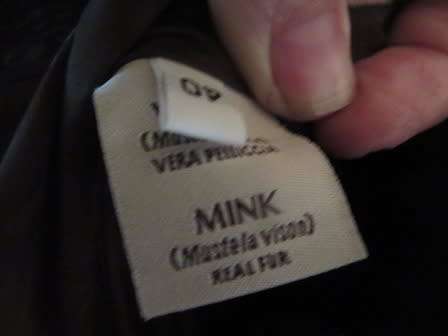 40
VERA PELLICCIA
MINK
(Mustela vison)
REAL FUR